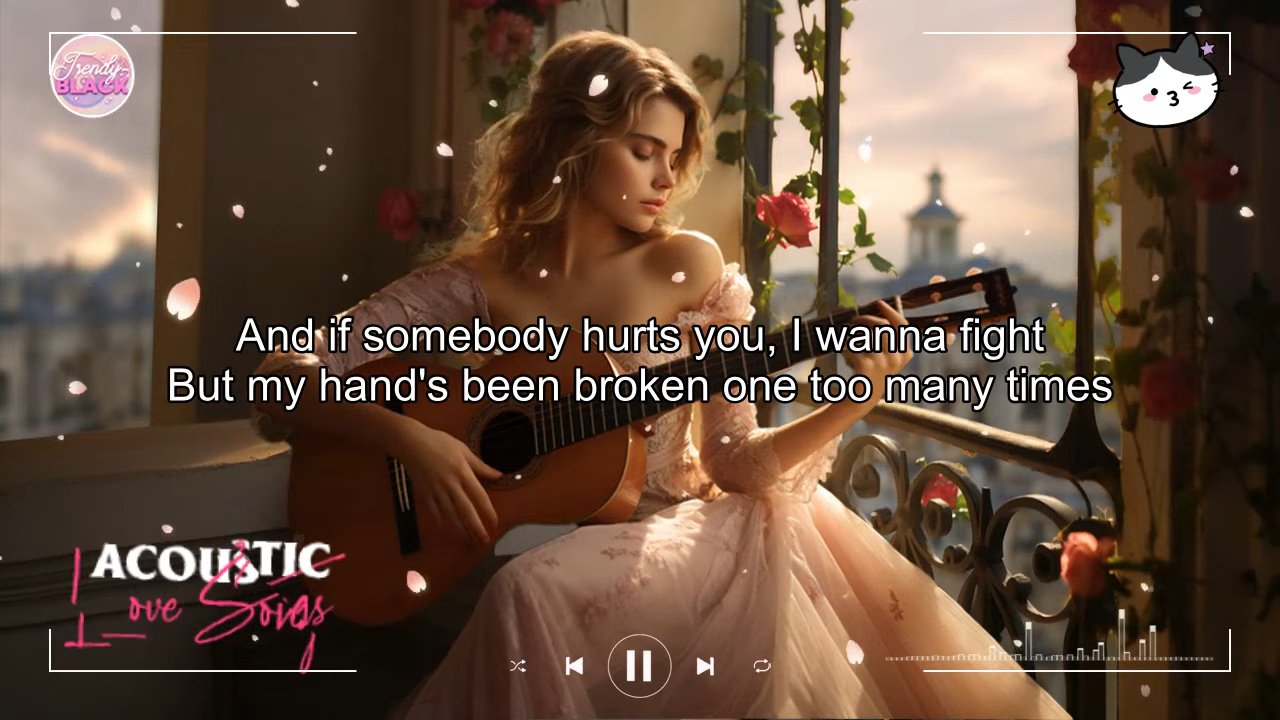 Trendy
BLACK
And if somebody hurts you, I wanna fight
But my hand's been broken one too many times
ACOUSTIC
Love Songs